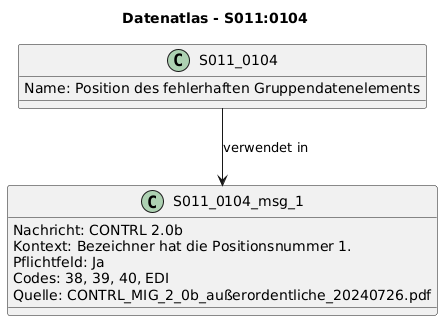 Datenatlas - S011:0104
C S011_0104
Name: Position des fehlerhaften Gruppendatenelements
verwendet in
C S011_0104_msg_1
Nachricht: CONTRL 2.0b
Kontext: Bezeichner hat die Positionsnummer 1.
Pflichtfeld: Ja
Codes: 38, 39, 40, EDI
Quelle: CONTRL_MIG_2_0b_außerordentliche_20240726.pdf